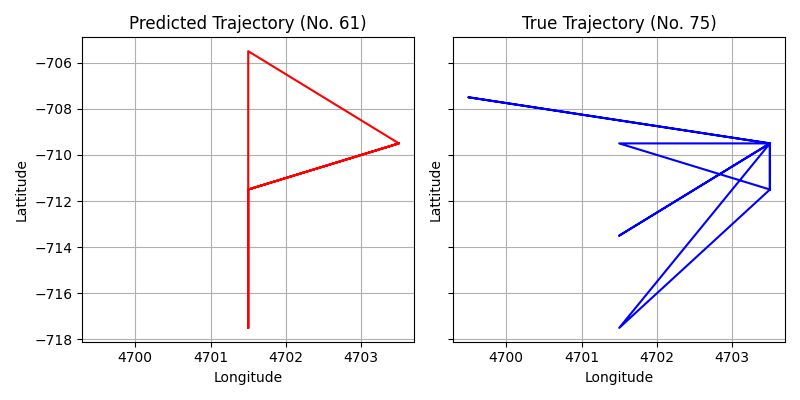 Predicted Trajectory (No. 61)
True Trajectory (No. 75)
−706
−708
−710
−712
−714
−716
−718
Lattitude
Lattitude
4700 4701 4702 4703
4700 4701 4702 4703
Longitude
Longitude